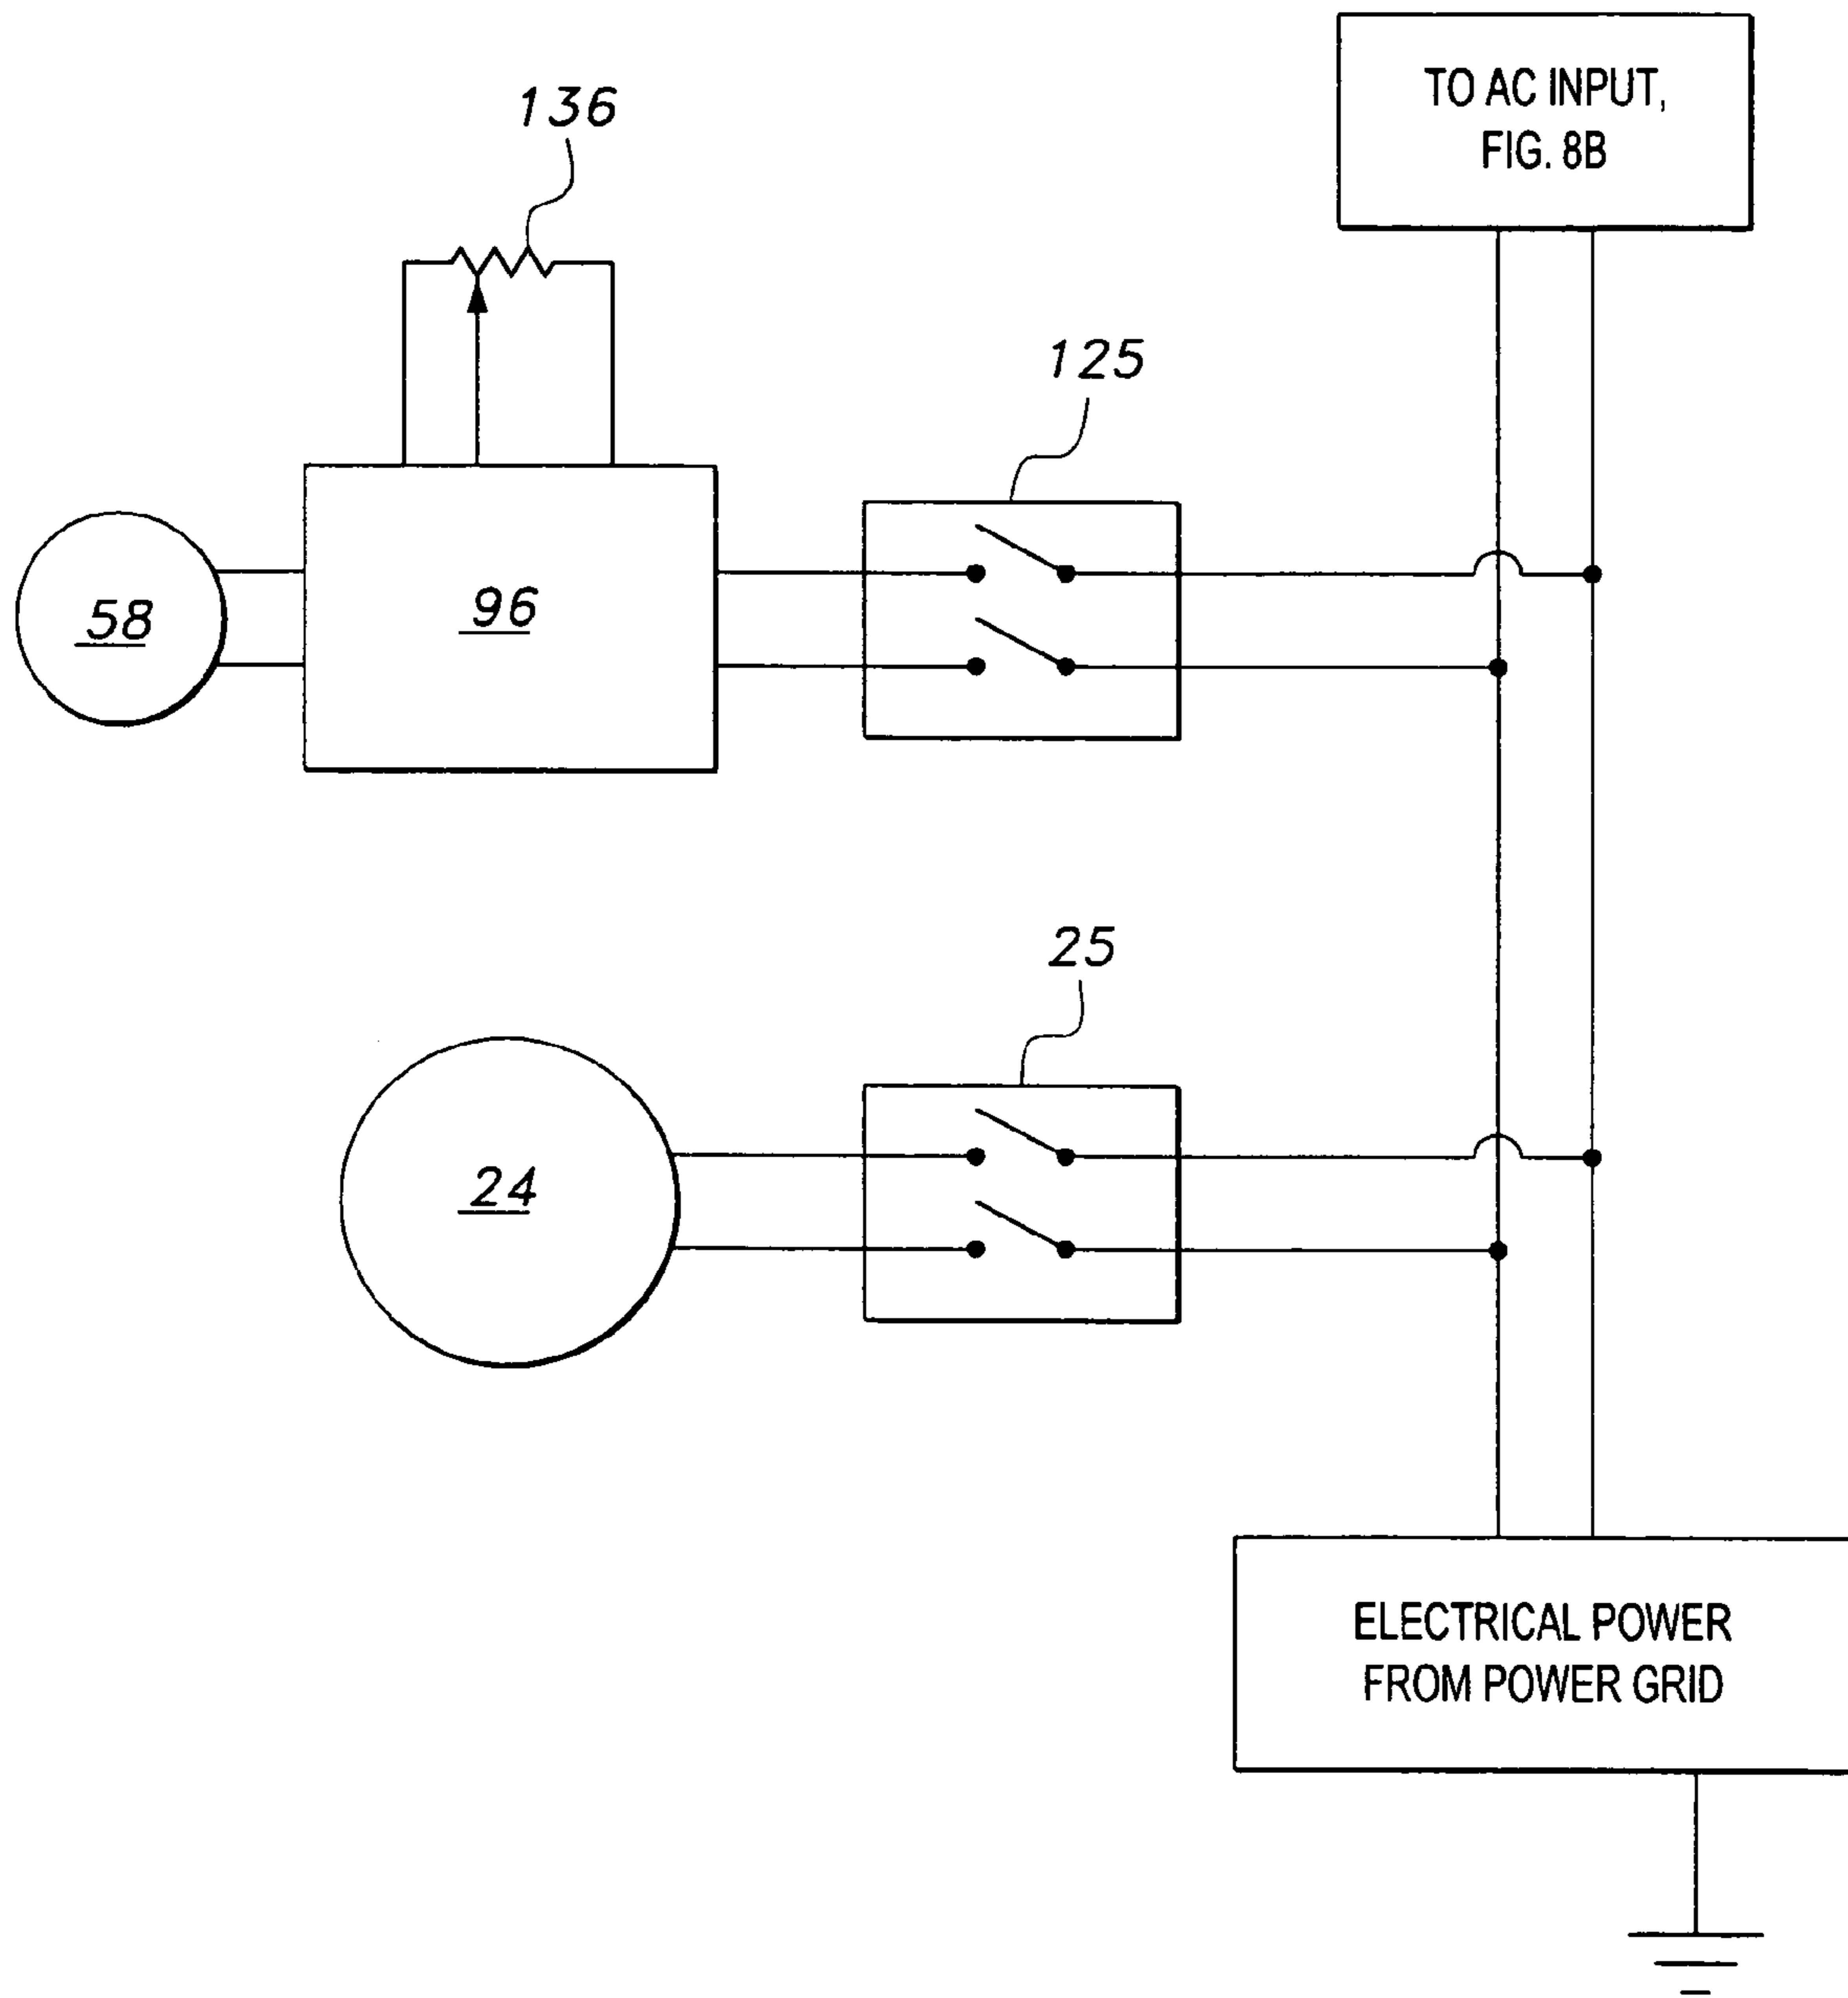 TO AC INPUT,
FIG. 8B
136
125
58
96
25
24
ELECTRICAL POWER
FROM POWER GRID